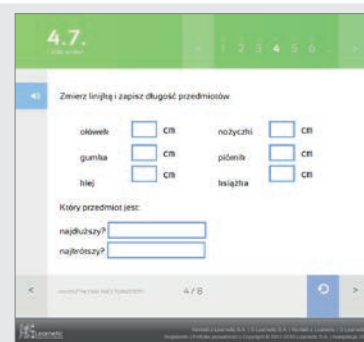 4.7.
1 2 3 4 5 6 ...
Zmierz linijką i zapisz długość przedmiotów.
ołówek cm nożyczki cm
gumka cm piórnik cm
klej cm książka cm
Który przedmiot jest:
najdłuższy?
najkrótszy?
< 4/8 >
Learnetic